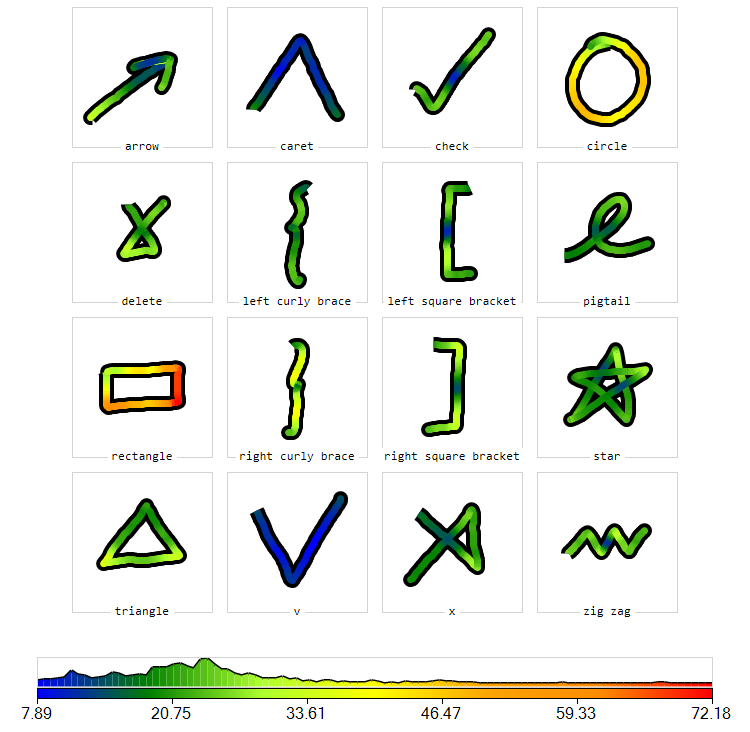 arrow caret check circle
delete left curly brace left square bracket pigtail
rectangle right curly brace right square bracket star
triangle v x zig zag
7.89 20.75 33.61 46.47 59.33 72.18